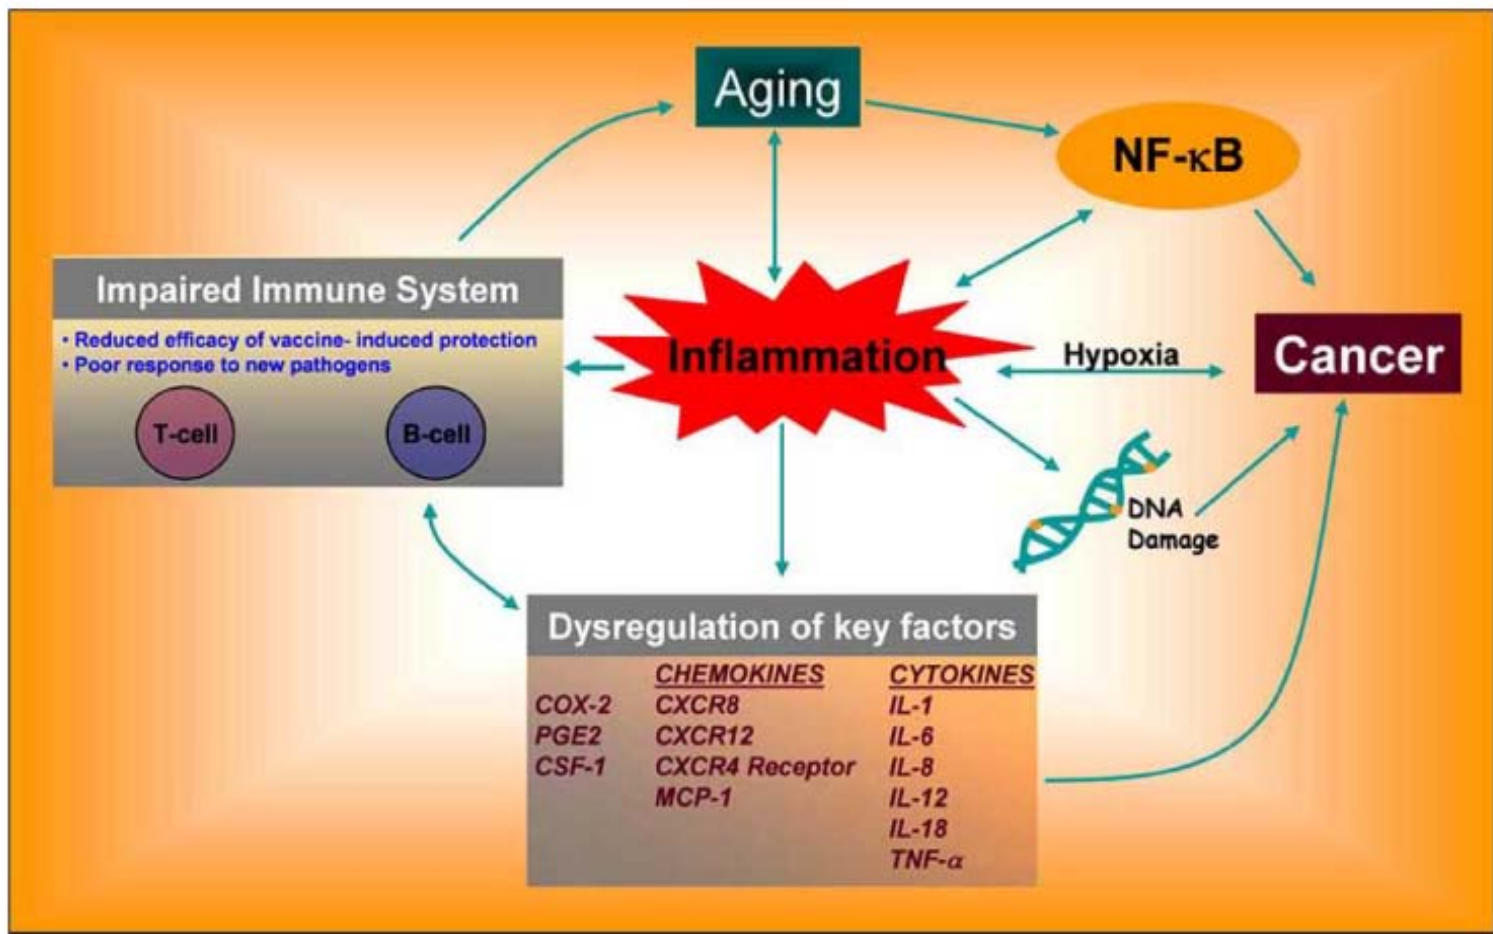 Aging
NF-κB
Impaired Immune System
• Reduced efficacy of vaccine- induced protection
• Poor response to new pathogens
T-cell
B-cell
Inflammation
Hypoxia
Cancer
DNA
Damage
Dysregulation of key factors
CHEMOKINES CYTOKINES
COX-2 CXCR8 IL-1
PGE2 CXCR12 IL-6
CSF-1 CXCR4 Receptor IL-8
MCP-1 IL-12
IL-18
TNF-α